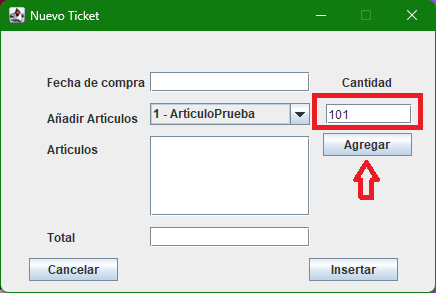 Nuevo Ticket
Fecha de compra
Cantidad
Añadir Artículos
1 - ArtículoPrueba
101
Artículos
Agregar
Total
Cancelar
Insertar